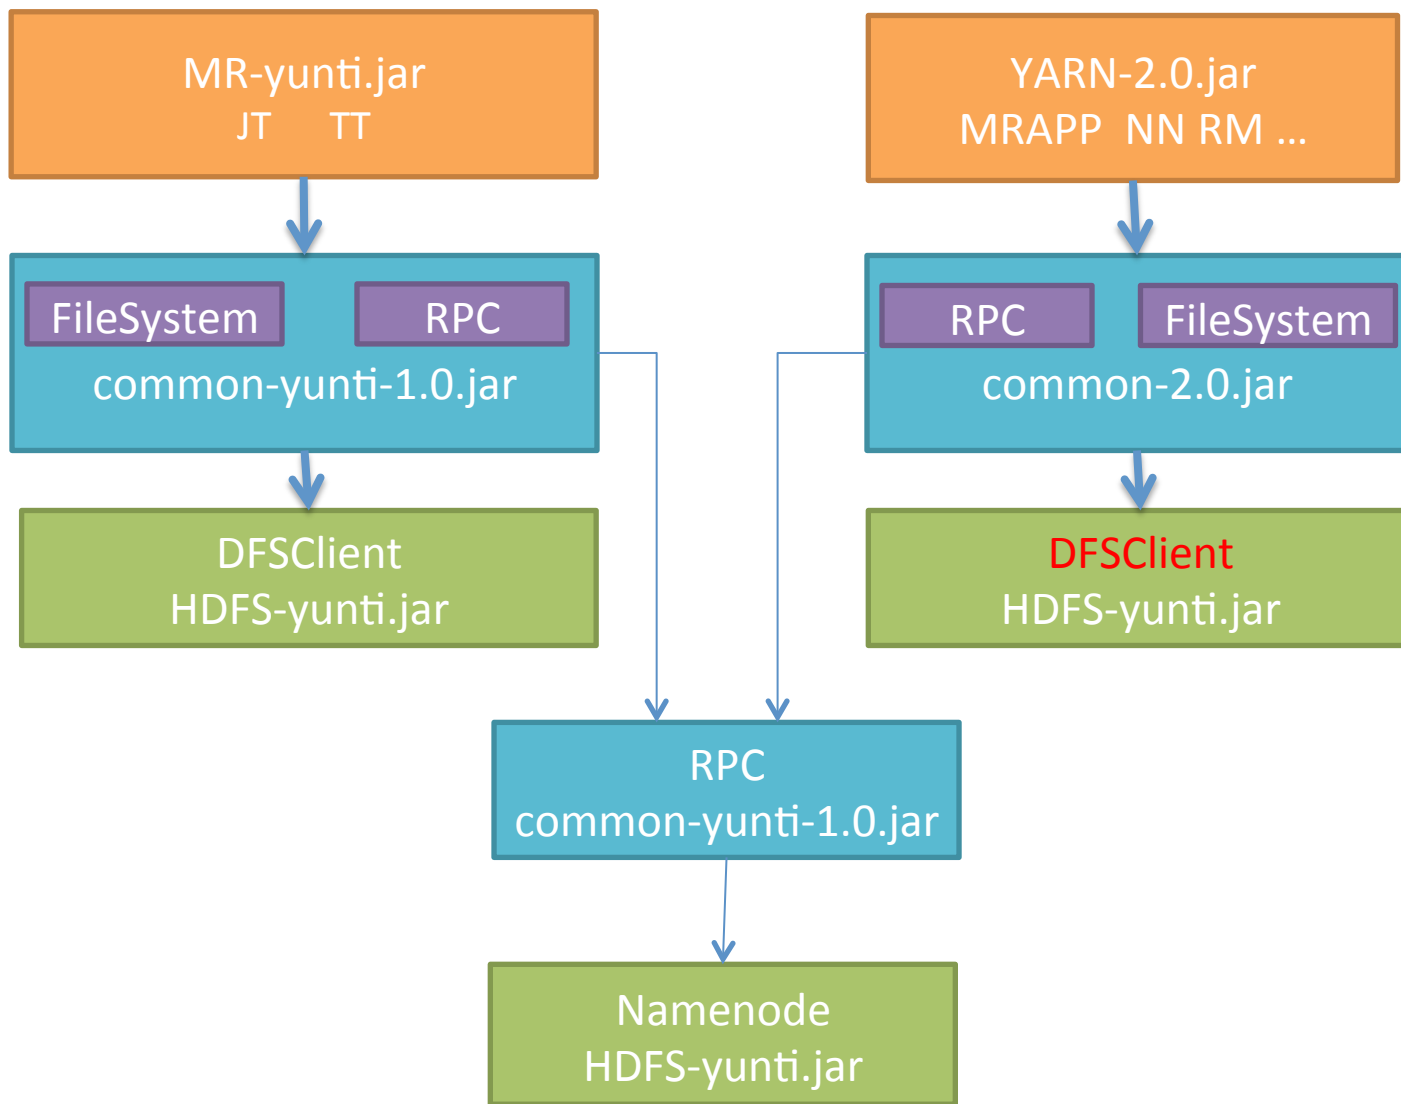 MR-yunti.jar
JT TT
YARN-2.0.jar
MRAPP NN RM ...
FileSystem
RPC
common-yunti-1.0.jar
RPC
FileSystem
common-2.0.jar
DFSClient
HDFS-yunti.jar
DFSClient
HDFS-yunti.jar
RPC
common-yunti-1.0.jar
Namenode
HDFS-yunti.jar